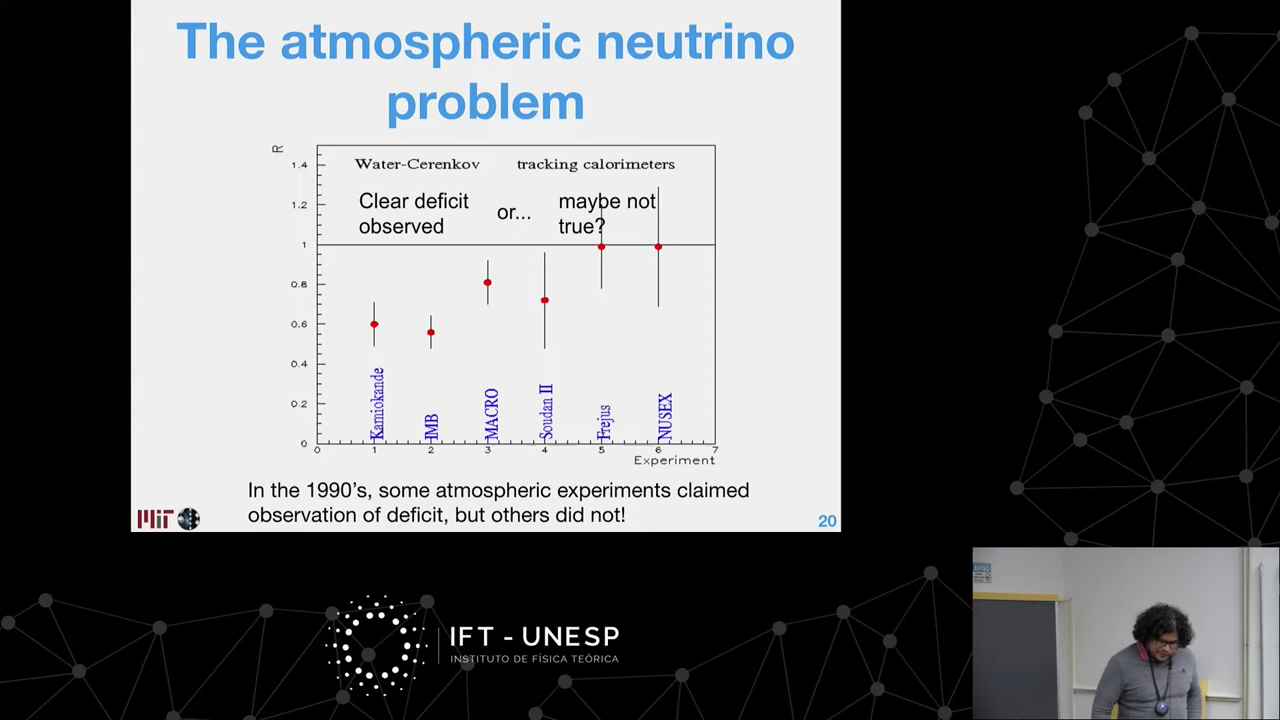 The atmospheric neutrino
problem
R
Water-Cerenkov tracking calorimeters
Clear deficit
observed
or...
maybe not
true?
1.4
1.2
1
0.8
0.6
0.4
0.2
0
Kamiokande
IMB
MACRO
Soudan II
Frejus
NUSEX
0 1 2 3 4 5 6 7
Experiment
In the 1990's, some atmospheric experiments claimed
observation of deficit, but others did not!
MIT
20
AVISO
IFT - UNESP
INSTITUTO DE FÍSICA TEÓRICA